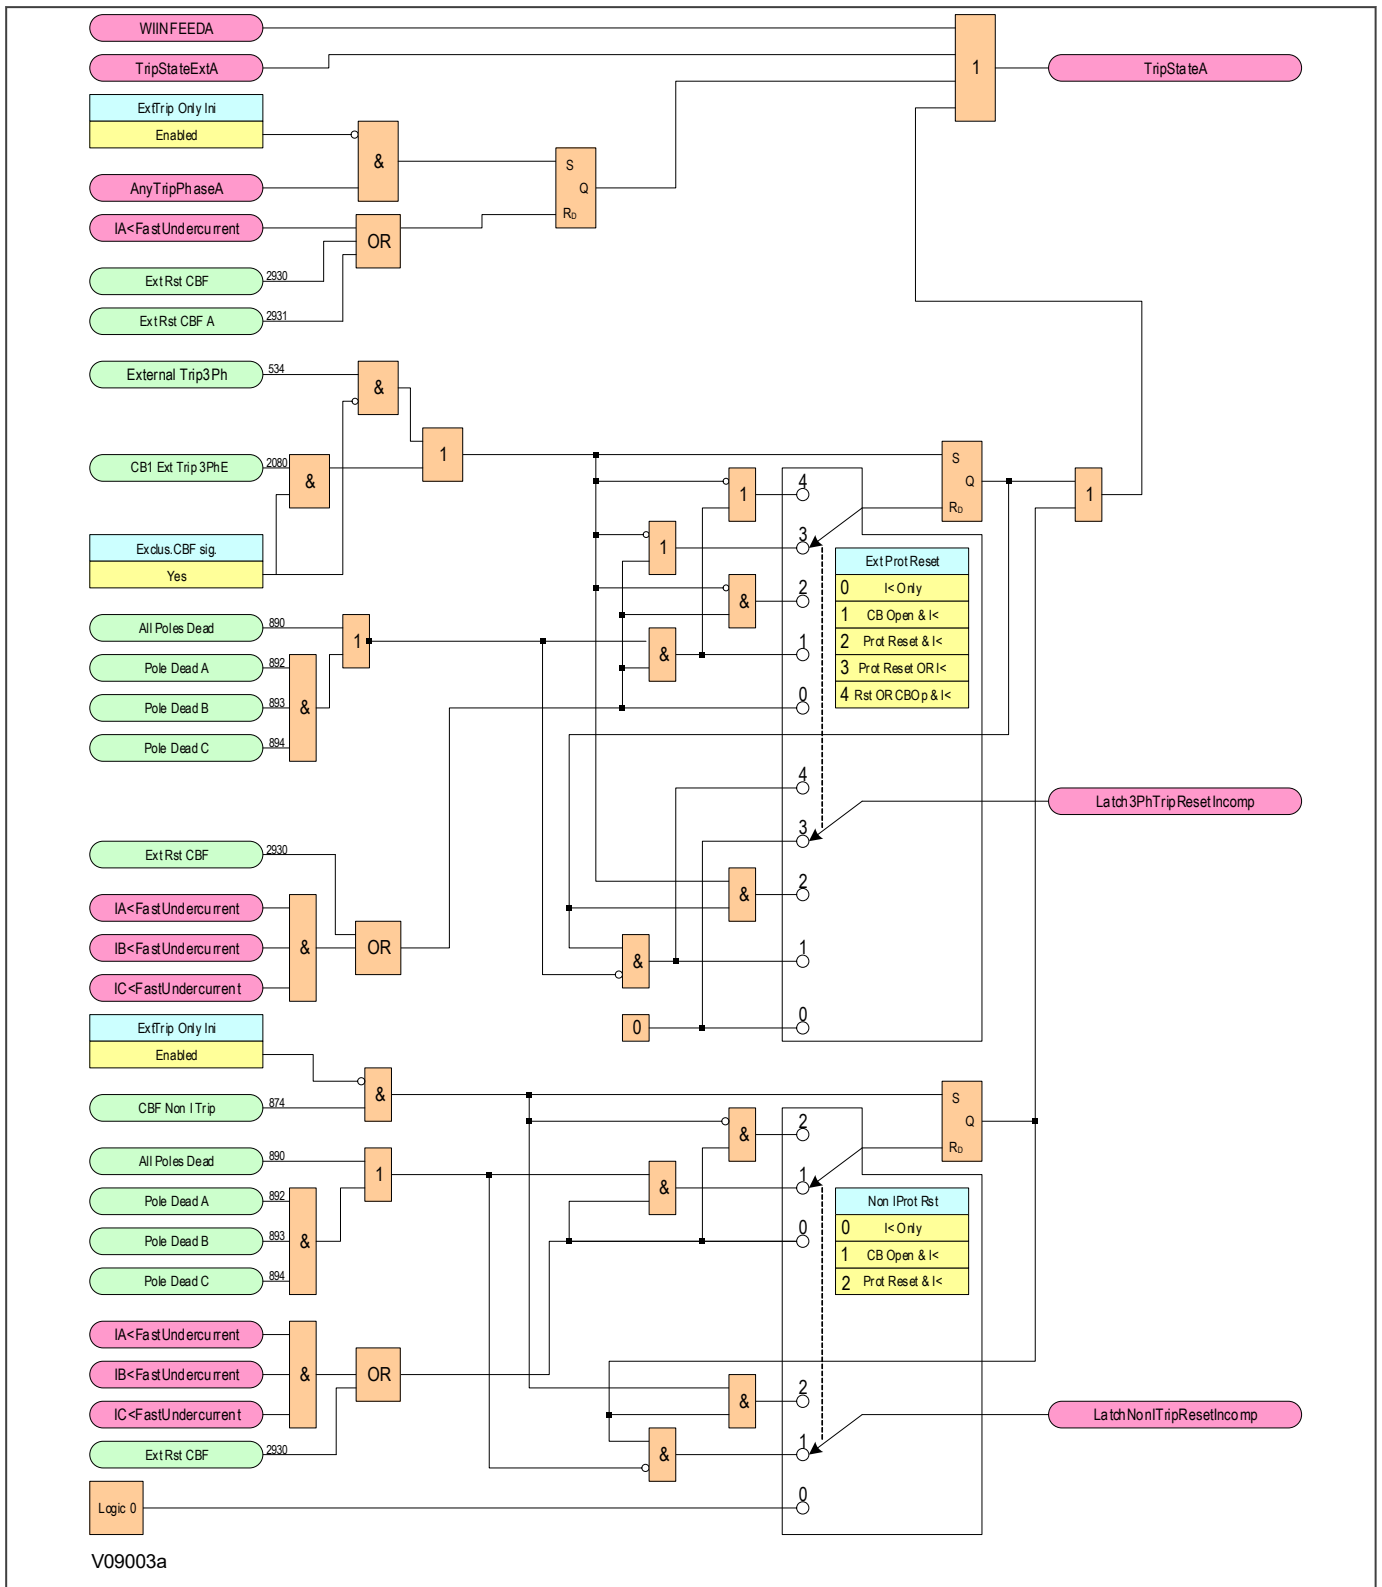 WIINFEEDA
TripStateExtA
1
TripStateA
ExtTrip Only Ini
Enabled
&
AnyTripPhaseA
S
Q
RD
IA<FastUndercurrent
OR
Ext Rst CBF
2930
Ext Rst CBF A
2931
External Trip3Ph
534
&
1
CB1 Ext Trip 3PhE
2080
&
S
Q
RD
1
4
1
3
1
Exclus.CBF sig.
Yes
&
2
Ext Prot Reset
0 I< Only
1 CB Open & I<
2 Prot Reset & I<
3 Prot Reset OR I<
4 Rst OR CBOp & I<
All Poles Dead
890
1
&
1
Pole Dead A
892
Pole Dead B
893
&
0
Pole Dead C
894
4
Latch3PhTripResetIncomp
3
Ext Rst CBF
2930
&
2
IA<FastUndercurrent
IB<FastUndercurrent
&
OR
&
1
IC<FastUndercurrent
ExtTrip Only Ini
Enabled
0
0
&
CBF Non I Trip
874
S
Q
RD
&
2
All Poles Dead
890
1
&
1
Pole Dead A
892
Non IProt Rst
0 I< Only
1 CB Open & I<
2 Prot Reset & I<
Pole Dead B
893
&
0
Pole Dead C
894
IA<FastUndercurrent
IB<FastUndercurrent
&
OR
IC<FastUndercurrent
&
2
LatchNonITripResetIncomp
Ext Rst CBF
2930
&
1
Logic 0
0
V09003a